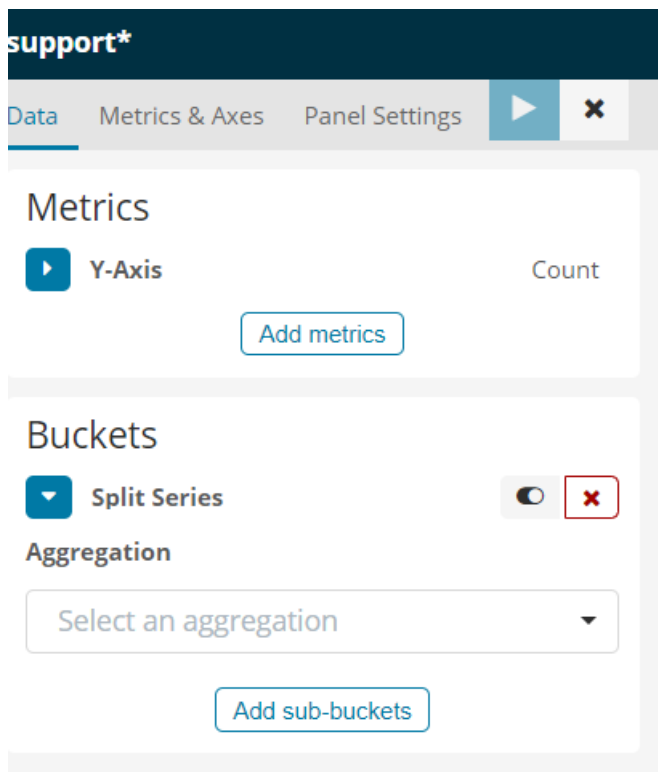 support*
Data Metrics & Axes Panel Settings
Metrics
Y-Axis Count
Add metrics
Buckets
Split Series
Aggregation
Select an aggregation
Add sub-buckets